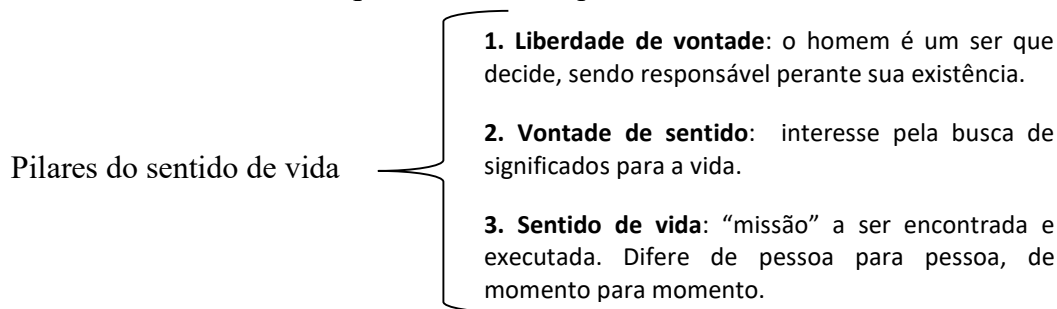 1. Liberdade de vontade: o homem é um ser que
decide, sendo responsável perante sua existência.
2. Vontade de sentido: interesse pela busca de
significados para a vida.
Pilares do sentido de vida
3. Sentido de vida: “missão” a ser encontrada e
executada. Difere de pessoa para pessoa, de
momento para momento.